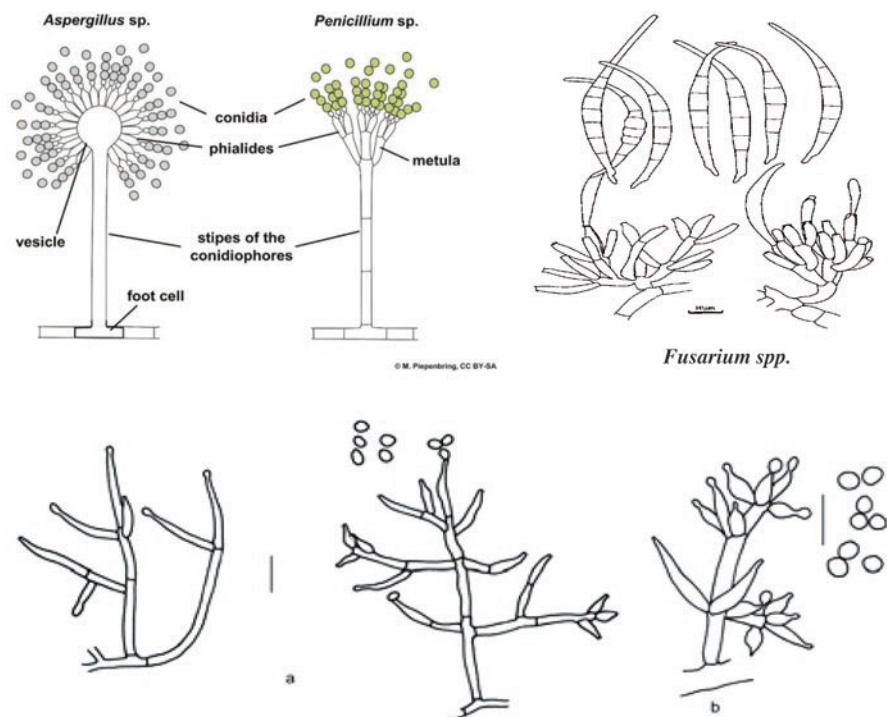 Aspergillus sp.
Penicillium sp.
conidia
phialides
metula
vesicle
stipes of the
conidiophores
foot cell
© M. Piepenbring, CC BY-SA
Fusarium spp.
a
b